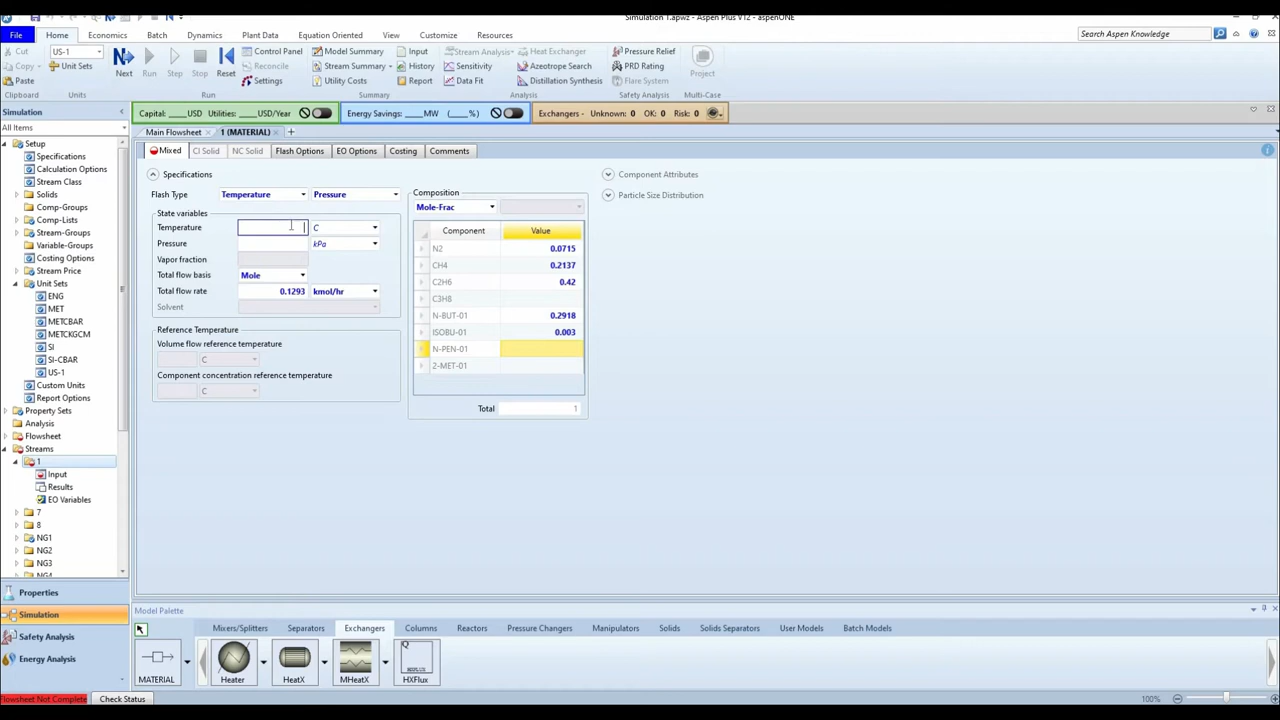 Simulation 1.apwz - Aspen Plus V12 - aspenONE
File Home Economics Batch Dynamics Plant Data Equation Oriented View Customize Resources Search Aspen Knowledge
Cut US-1 Control Panel Model Summary Input Stream Analysis Heat Exchanger Pressure Relief
Copy Unit Sets Next Run Step Stop Reset Reconcile Stream Summary History Sensitivity Azeotrope Search PRD Rating Project
Paste Settings Utility Costs Report Data Fit Distillation Synthesis Flare System
Clipboard Units Run Summary Analysis Safety Analysis Multi-Case
Simulation
All Items
Capital: ____USD Utilities: ____USD/Year Energy Savings: ____MW (____%) Exchangers - Unknown: 0 OK: 0 Risk: 0
Main Flowsheet 1 (MATERIAL)
Setup
Specifications
Calculation Options
Stream Class
Solids
Comp-Groups
Comp-Lists
Stream-Groups
Variable-Groups
Costing Options
Stream Price
Unit Sets
ENG
MET
METCBAR
METCKGCM
SI
SI-CBAR
US-1
Custom Units
Report Options
Property Sets
Analysis
Flowsheet
Streams
1
Input
Results
EO Variables
7
8
NG1
NG2
NG3
NG4
Properties
Simulation
Safety Analysis
Energy Analysis
Mixed CI Solid NC Solid Flash Options EO Options Costing Comments
Specifications
Flash Type Temperature Pressure
State variables
Temperature C
Pressure kPa
Vapor fraction
Total flow basis Mole
Total flow rate 0.1293 kmol/hr
Solvent
Reference Temperature
Volume flow reference temperature
C
Component concentration reference temperature
C
Composition
Mole-Frac
Component Value
N2 0.0715
CH4 0.2137
C2H6 0.42
C3H8
N-BUT-01 0.2918
ISOBU-01 0.003
N-PEN-01
2-MET-01
Total 1
Component Attributes
Particle Size Distribution
Model Palette
Mixers/Splitters Separators Exchangers Columns Reactors Pressure Changers Manipulators Solids Solids Separators User Models Batch Models
Q
HXFLUX
MATERIAL Heater HeatX MHeatX HXFlux
Flowsheet Not Complete Check Status 100%